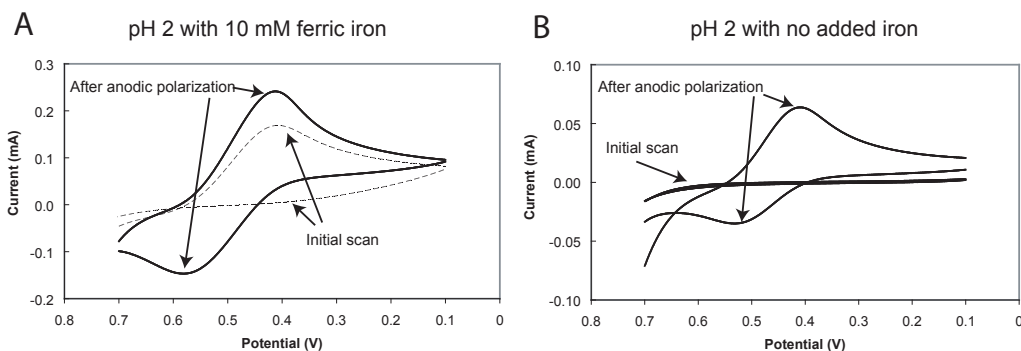 A
pH 2 with 10 mM ferric iron
0.3
0.2
0.1
0.0
-0.1
-0.2
Current (mA)
After anodic polarization
Initial scan
0.8
0.7
0.6
0.5
0.4
0.3
0.2
0.1
0
Potential (V)
B
pH 2 with no added iron
0.10
0.05
0.00
-0.05
-0.10
Current (mA)
After anodic polarization
Initial scan
0.8
0.7
0.6
0.5
0.4
0.3
0.2
0.1
0
Potential (V)